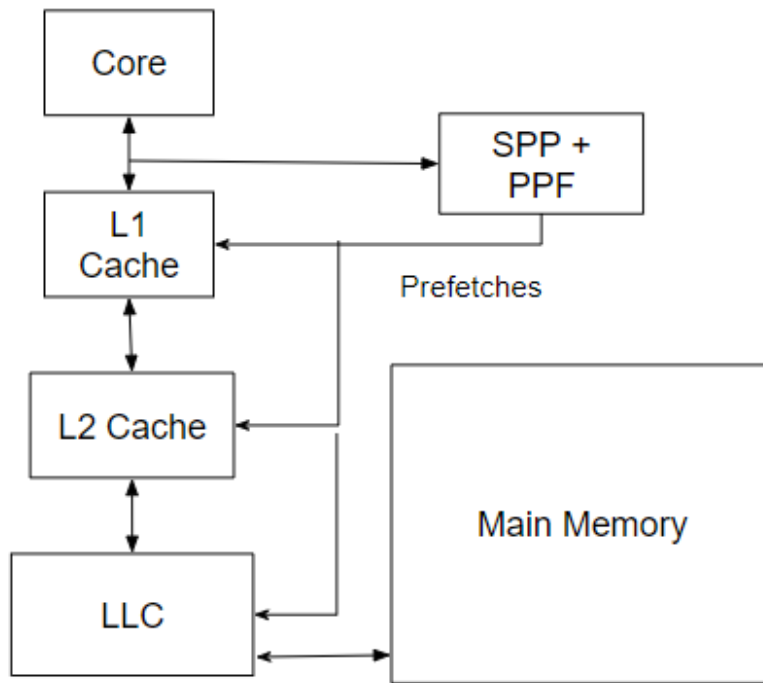 Core
SPP +
PPF
L1
Cache
Prefetches
L2 Cache
Main Memory
LLC